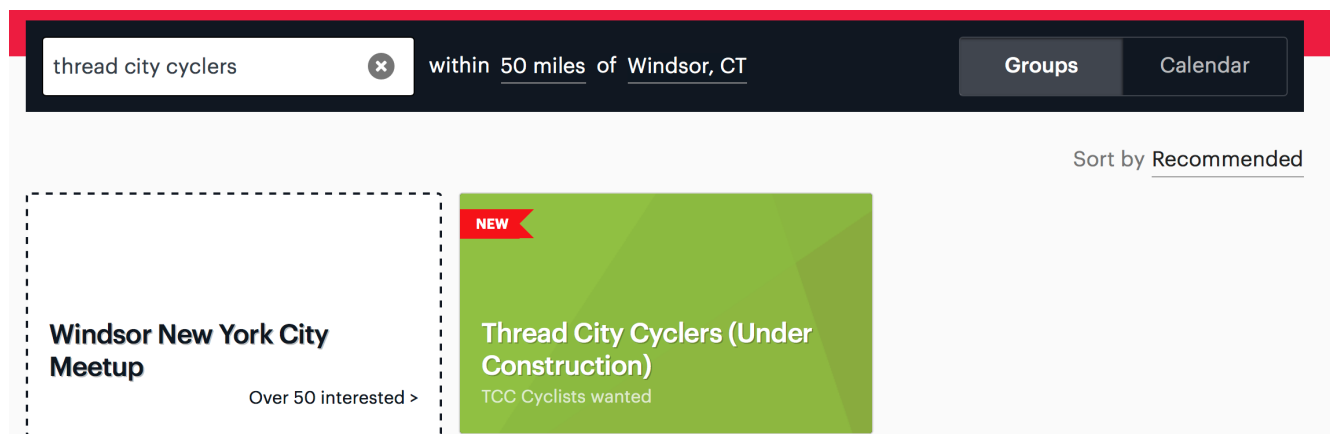 thread city cyclers within 50 miles of Windsor, CT Groups Calendar
Sort by Recommended
Windsor New York City
Meetup
Over 50 interested >
NEW
Thread City Cyclers (Under
Construction)
TCC Cyclists wanted